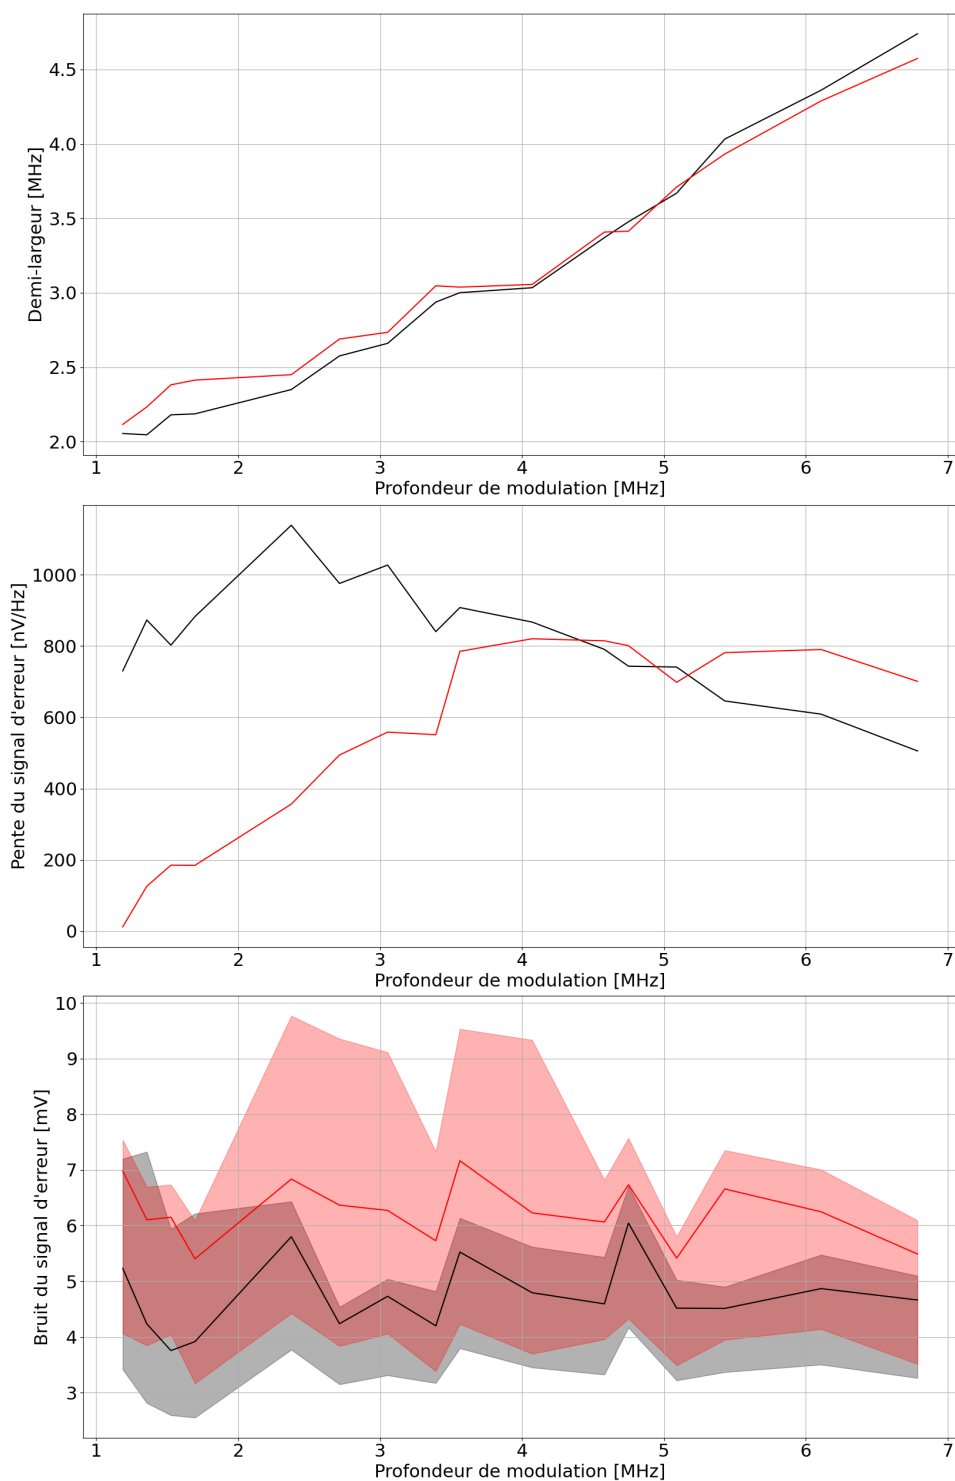 4.5
4.0
3.5
3.0
2.5
2.0
Demi-largeur [MHz]
1 2 3 4 5 6 7
Profondeur de modulation [MHz]
1000
800
600
400
200
0
Pente du signal d'erreur [nV/Hz]
1 2 3 4 5 6 7
Profondeur de modulation [MHz]
10
9
8
7
6
5
4
3
Bruit du signal d'erreur [mV]
1 2 3 4 5 6 7
Profondeur de modulation [MHz]